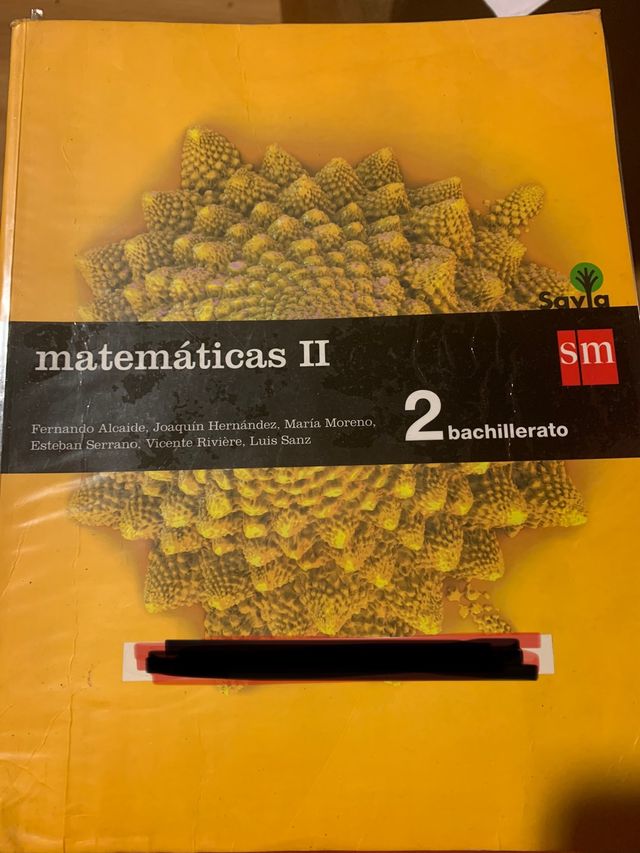 Savia
sm
matemáticas II
2 bachillerato
Fernando Alcaide, Joaquín Hernández, María Moreno,
Esteban Serrano, Vicente Rivière, Luis Sanz